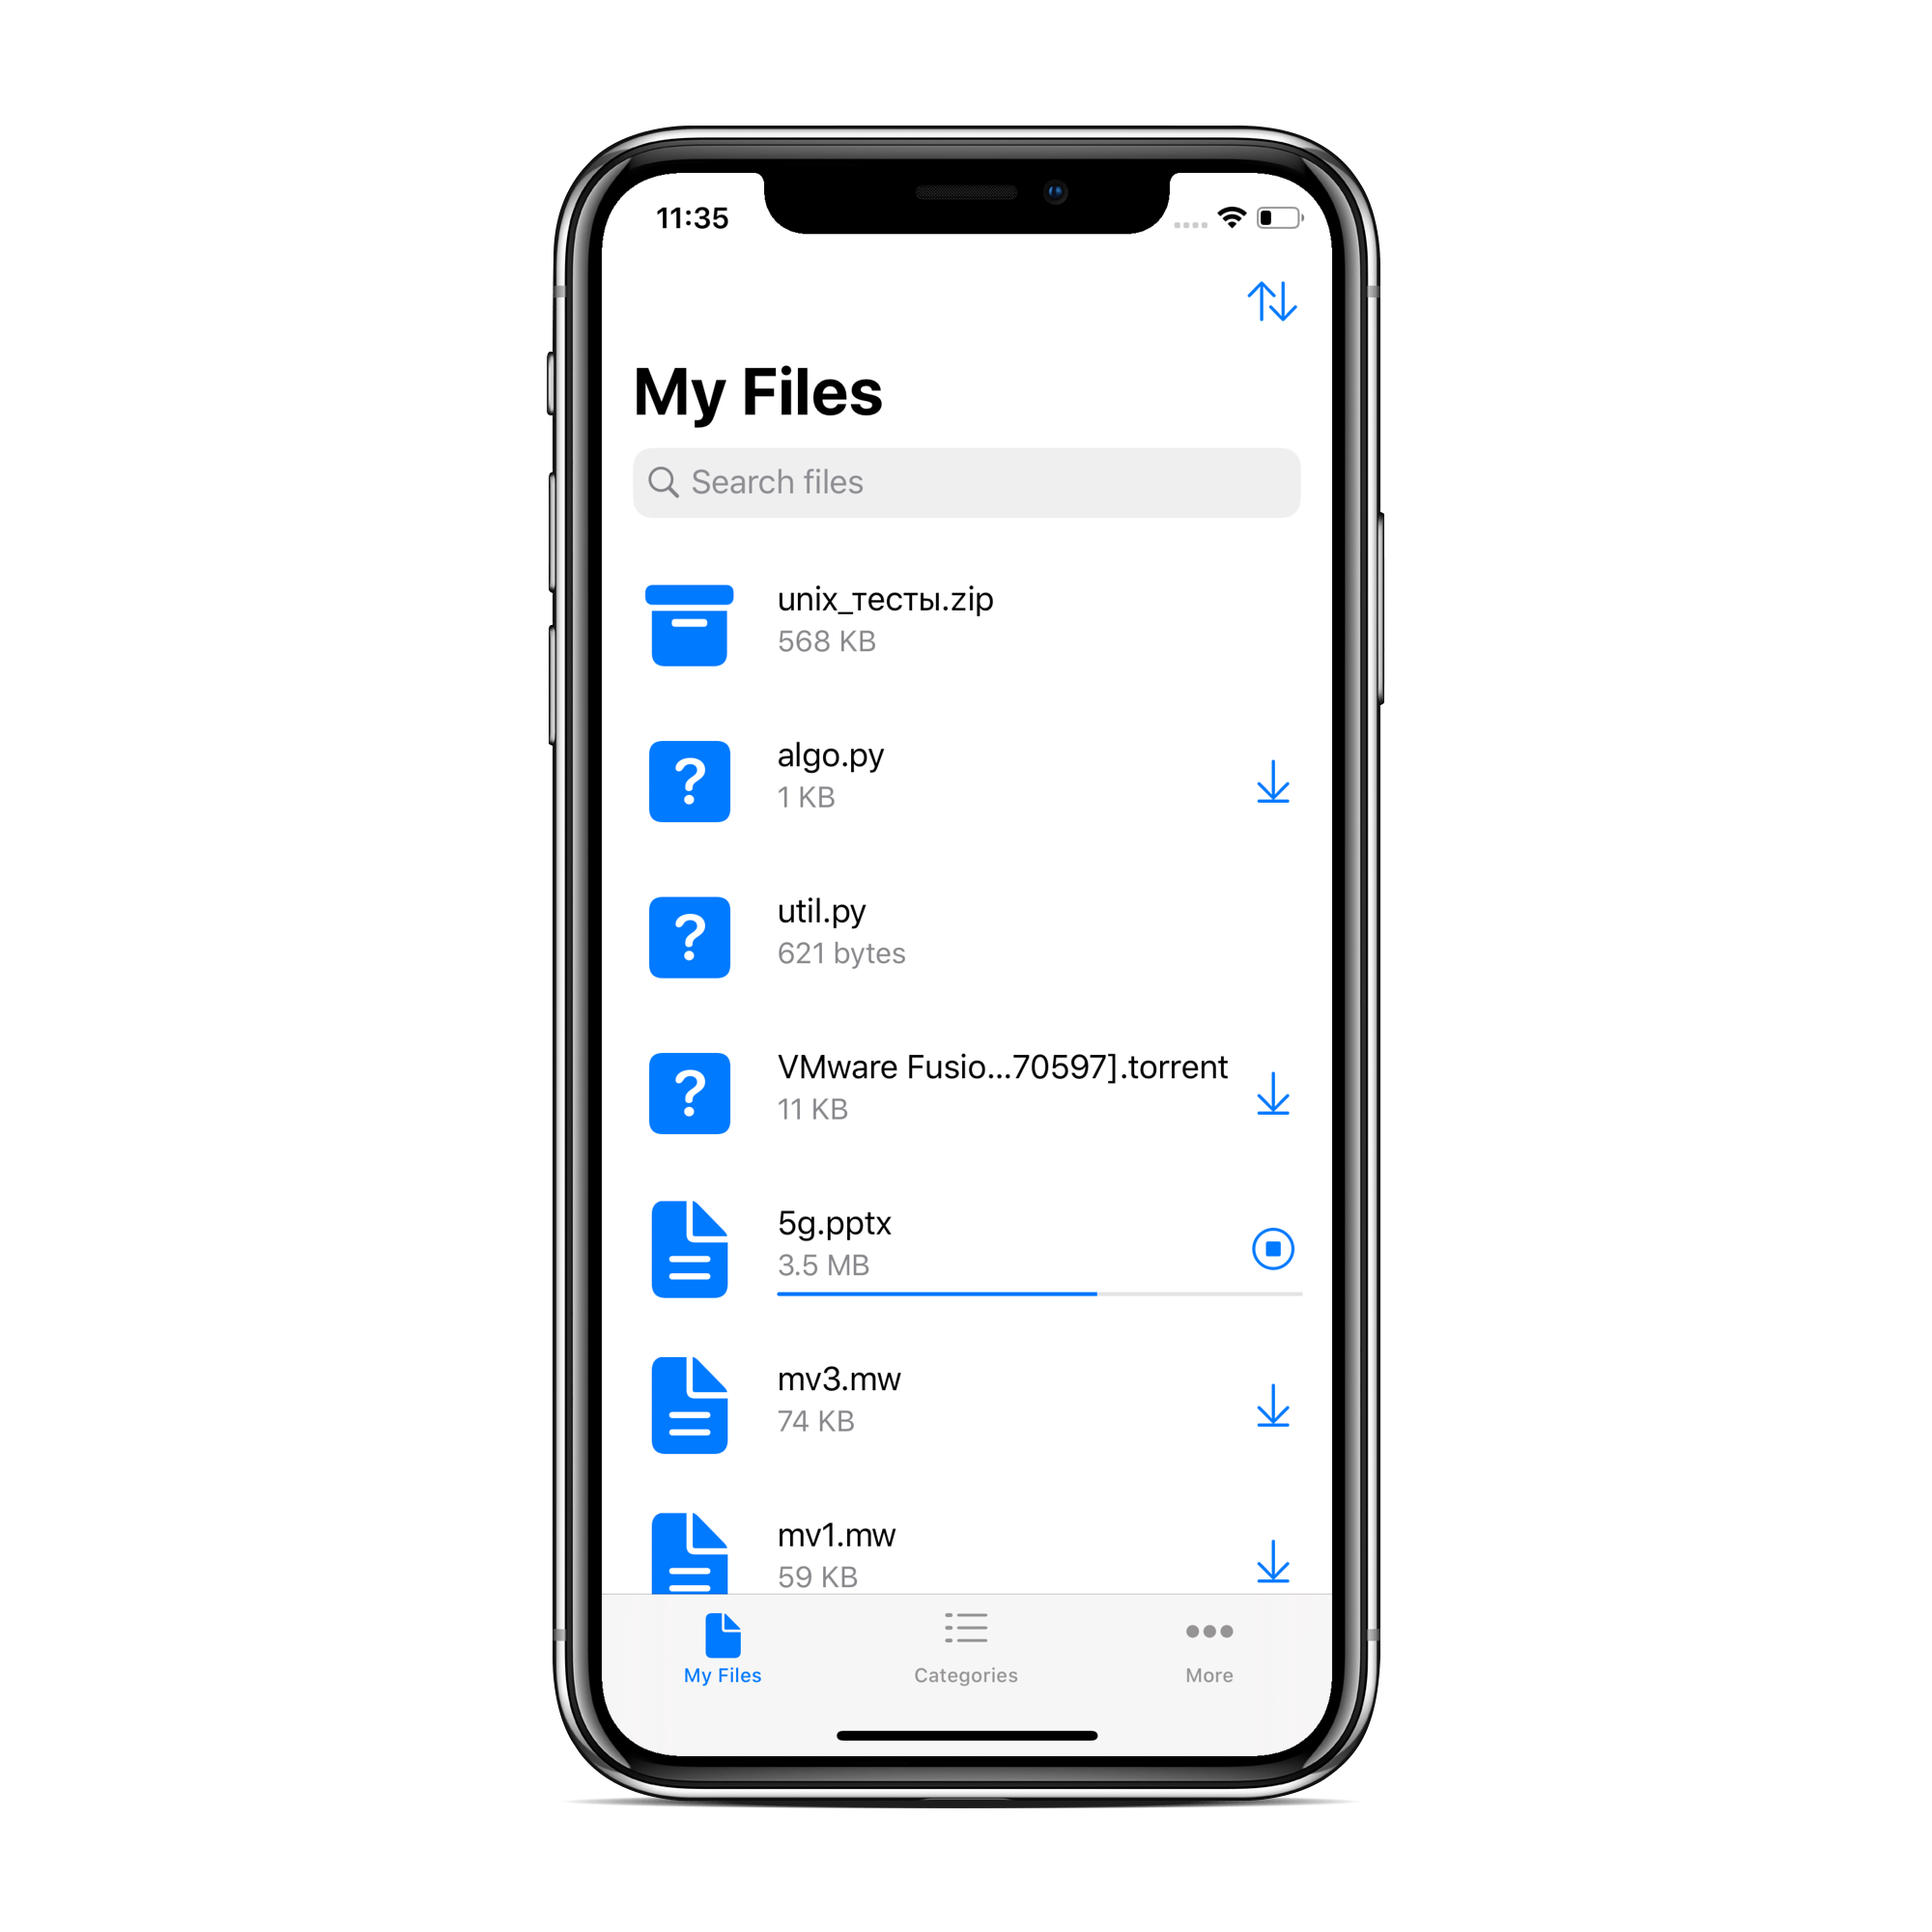 11:35
My Files
Search files
unix_тесты.zip
568 KB
algo.py
1 KB
util.py
621 bytes
VMware Fusio...70597].torrent
11 KB
5g.pptx
3.5 MB
mv3.mw
74 KB
mv1.mw
59 KB
My Files
Categories
More